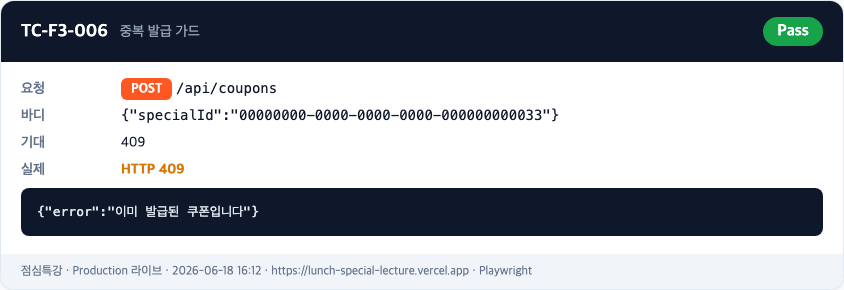 TC-F3-006 중복 발급 가드 Pass
요청 POST /api/coupons
바디 {"specialId":"00000000-0000-0000-0000-000000000033"}
기대 409
실제 HTTP 409
{"error":"이미 발급된 쿠폰입니다"}
점심특강 · Production 라이브 · 2026-06-18 16:12 · https://lunch-special-lecture.vercel.app · Playwright